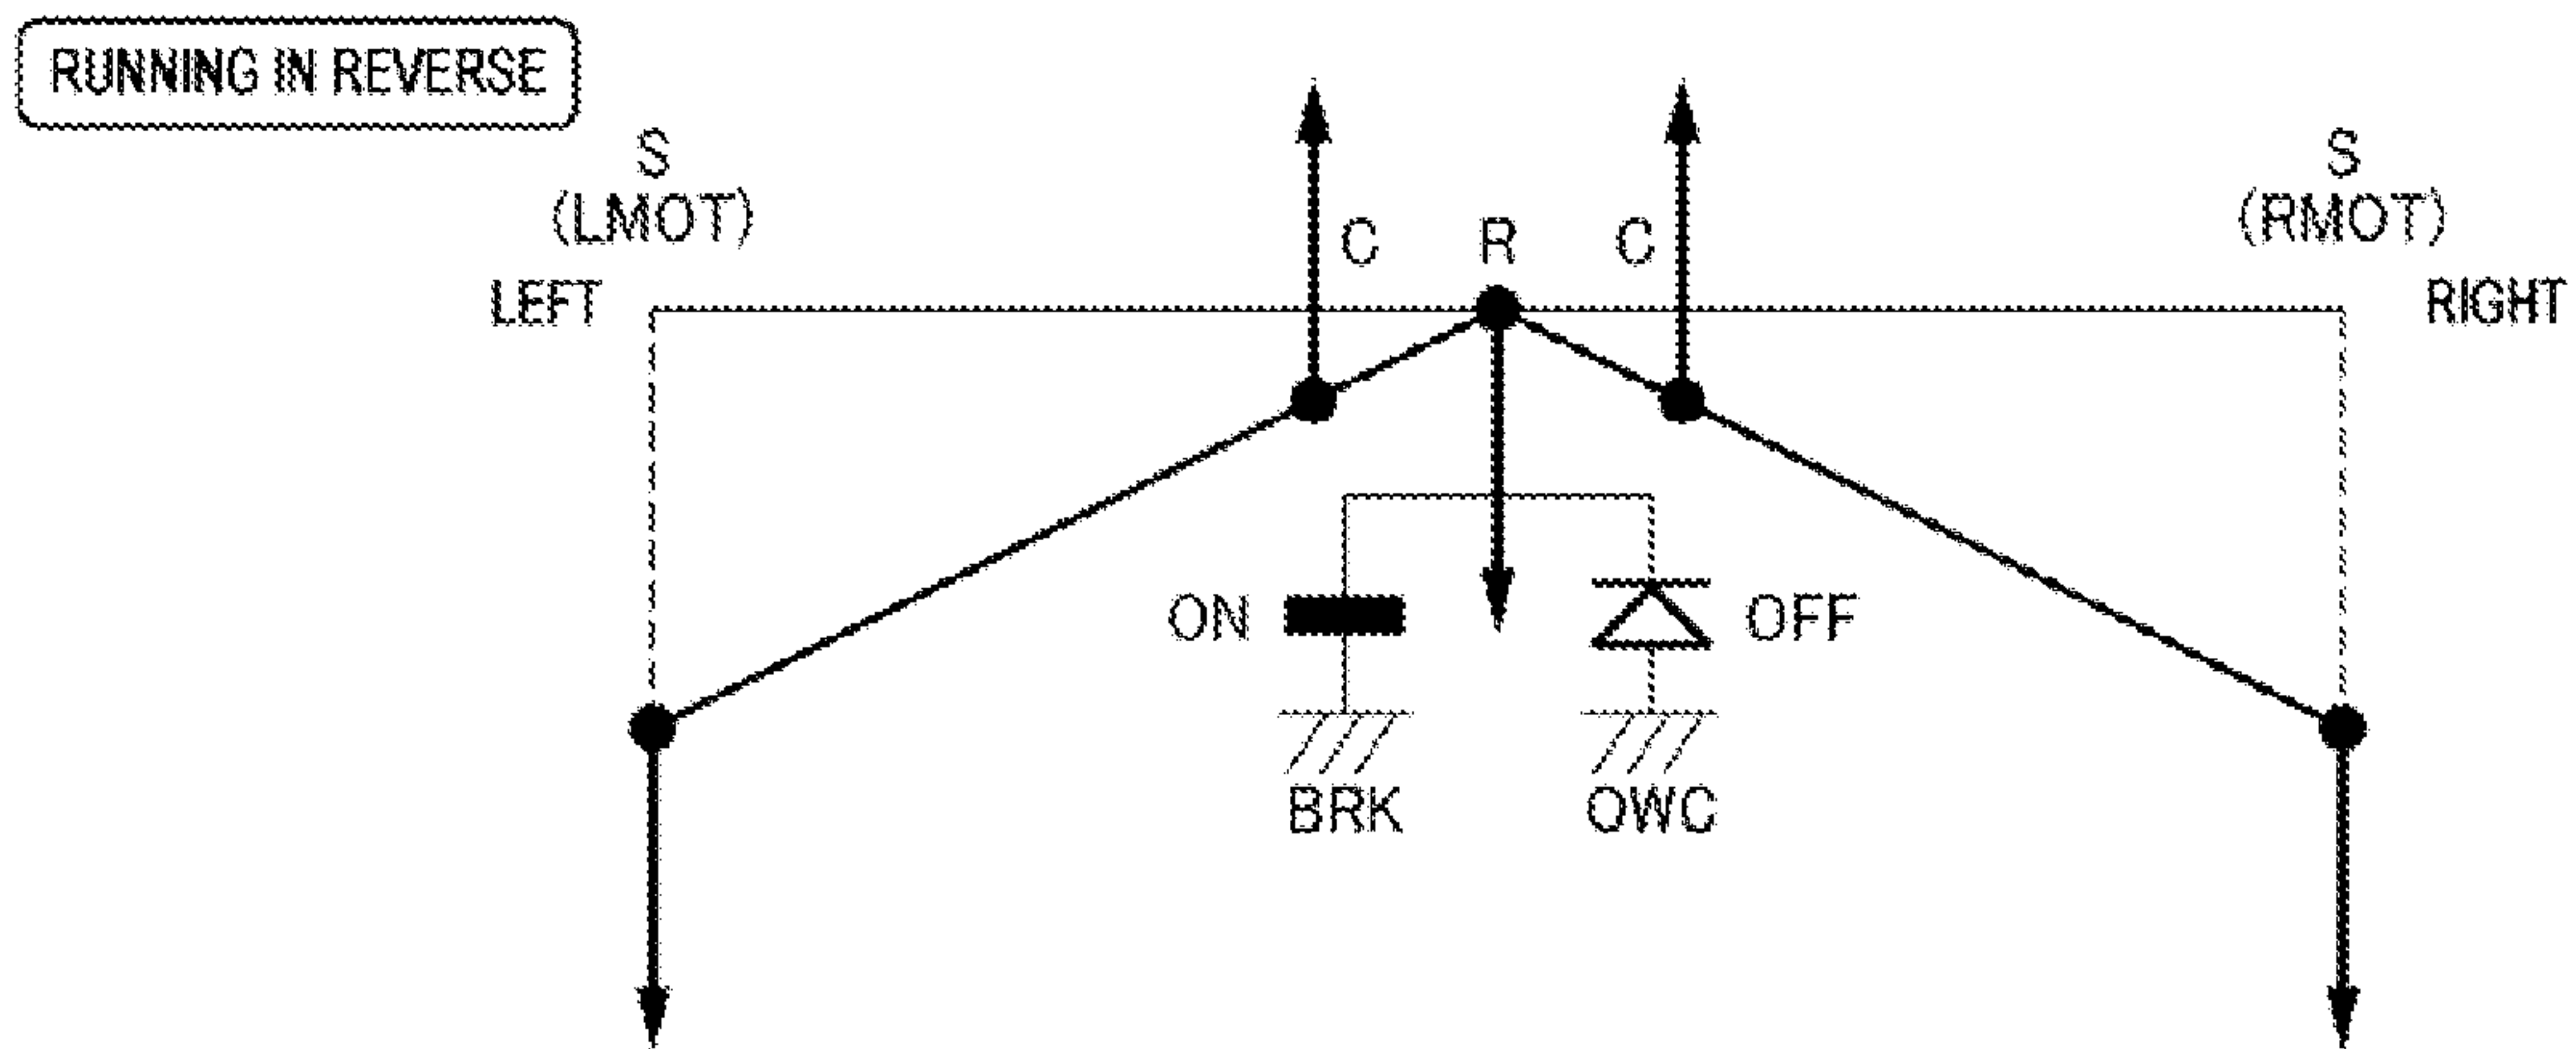 RUNNING IN REVERSE
S
(LMOT)
LEFT
C
R
C
S
(RMOT)
RIGHT
ON
OFF
BRK
OWC